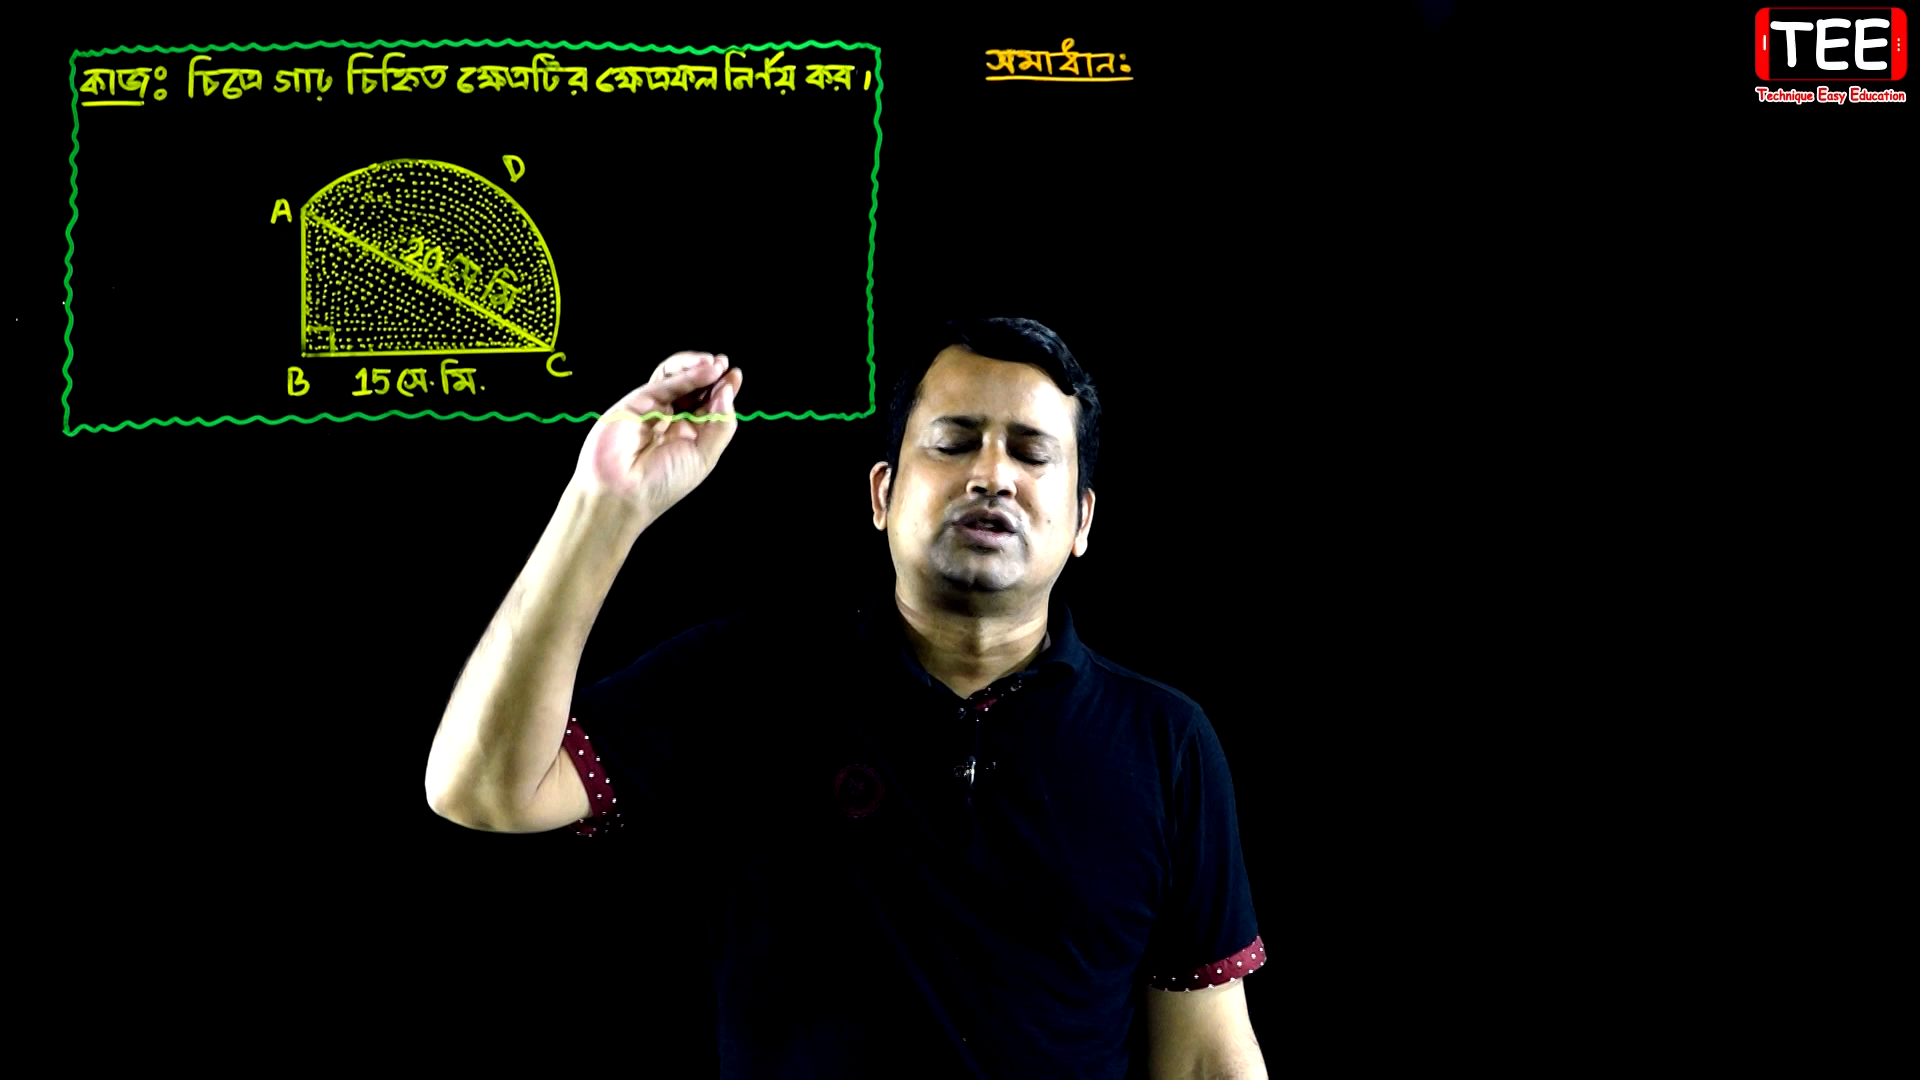 কাজঃ চিত্রে গাঢ় চিহ্নিত ক্ষেত্রটির ক্ষেত্রফল নির্ণয় কর।
সমাধান:
TEE
Technique Easy Education
D
A
20 সে.মি
B
C
15 সে.মি.